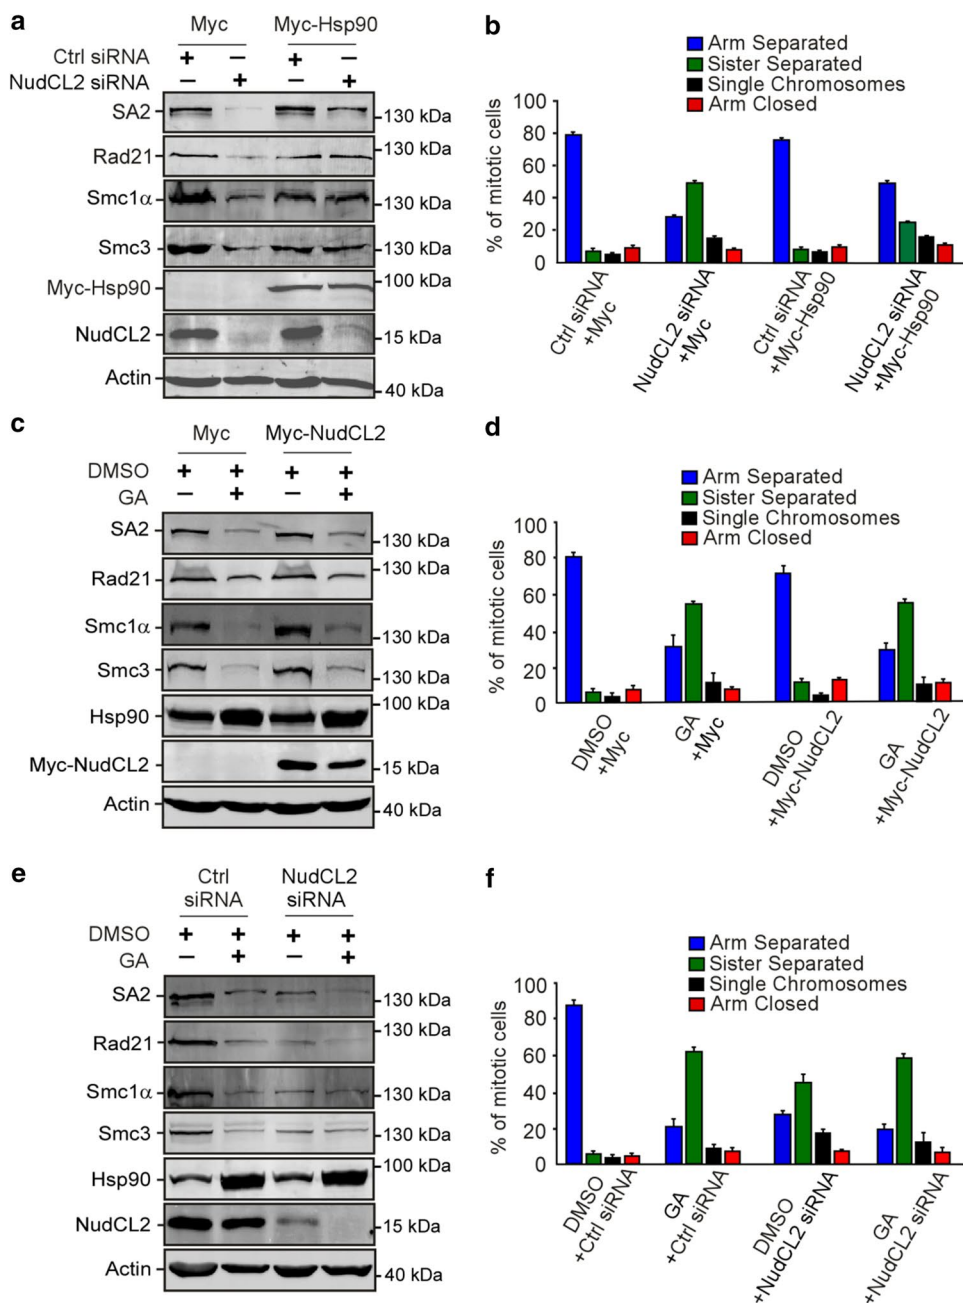 a
Myc Myc-Hsp90
Ctrl siRNA + − + −
NudCL2 siRNA − + − +
SA2
130 kDa
Rad21
130 kDa
Smc1α
130 kDa
Smc3
130 kDa
Myc-Hsp90
100 kDa
NudCL2
15 kDa
Actin
40 kDa
b
Arm Separated
Sister Separated
Single Chromosomes
Arm Closed
% of mitotic cells
100
80
60
40
20
0
Ctrl siRNA
+Myc
NudCL2 siRNA
+Myc
Ctrl siRNA
+Myc-Hsp90
NudCL2 siRNA
+Myc-Hsp90
c
Myc Myc-NudCL2
DMSO + + + +
GA − + − +
SA2
130 kDa
Rad21
130 kDa
Smc1α
130 kDa
Smc3
130 kDa
Hsp90
100 kDa
Myc-NudCL2
15 kDa
Actin
40 kDa
d
Arm Separated
Sister Separated
Single Chromosomes
Arm Closed
% of mitotic cells
100
80
60
40
20
0
DMSO
+Myc
GA
+Myc
DMSO
+Myc-NudCL2
GA
+Myc-NudCL2
e
Ctrl NudCL2
siRNA siRNA
DMSO + + + +
GA − + − +
SA2
130 kDa
Rad21
130 kDa
Smc1α
130 kDa
Smc3
130 kDa
Hsp90
100 kDa
NudCL2
15 kDa
Actin
40 kDa
f
Arm Separated
Sister Separated
Single Chromosomes
Arm Closed
% of mitotic cells
100
80
60
40
20
0
DMSO
+Ctrl siRNA
GA
+Ctrl siRNA
DMSO
+NudCL2 siRNA
GA
+NudCL2 siRNA